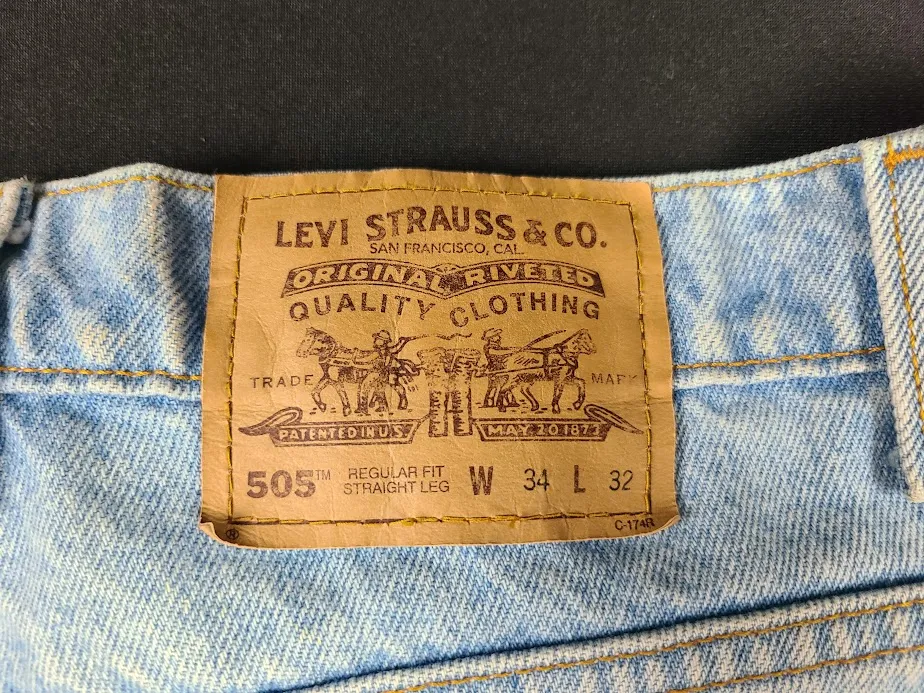 LEVI STRAUSS & CO.
SAN FRANCISCO, CAL.
ORIGINAL RIVETED
QUALITY CLOTHING
TRADE MARK
PATENTED IN U.S. MAY 20 1873
505™ REGULAR FIT STRAIGHT LEG W 34 L 32
® C-174R